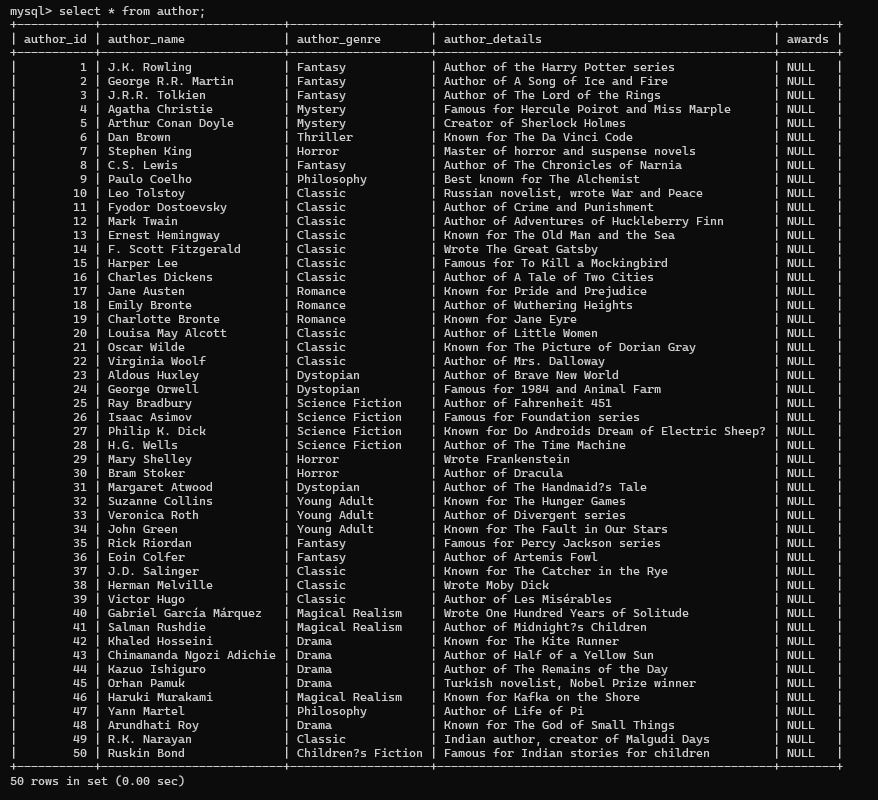 mysql> select * from author;
+-----------+------------------------+--------------------+-----------------------------------------------+--------+
| author_id | author_name            | author_genre       | author_details                                | awards |
+-----------+------------------------+--------------------+-----------------------------------------------+--------+
|         1 | J.K. Rowling           | Fantasy            | Author of the Harry Potter series             | NULL   |
|         2 | George R.R. Martin     | Fantasy            | Author of A Song of Ice and Fire              | NULL   |
|         3 | J.R.R. Tolkien         | Fantasy            | Author of The Lord of the Rings               | NULL   |
|         4 | Agatha Christie        | Mystery            | Famous for Hercule Poirot and Miss Marple     | NULL   |
|         5 | Arthur Conan Doyle     | Mystery            | Creator of Sherlock Holmes                    | NULL   |
|         6 | Dan Brown              | Thriller           | Known for The Da Vinci Code                   | NULL   |
|         7 | Stephen King           | Horror             | Master of horror and suspense novels          | NULL   |
|         8 | C.S. Lewis             | Fantasy            | Author of The Chronicles of Narnia            | NULL   |
|         9 | Paulo Coelho           | Philosophy         | Best known for The Alchemist                  | NULL   |
|        10 | Leo Tolstoy            | Classic            | Russian novelist, wrote War and Peace         | NULL   |
|        11 | Fyodor Dostoevsky      | Classic            | Author of Crime and Punishment                | NULL   |
|        12 | Mark Twain             | Classic            | Author of Adventures of Huckleberry Finn      | NULL   |
|        13 | Ernest Hemingway       | Classic            | Known for The Old Man and the Sea             | NULL   |
|        14 | F. Scott Fitzgerald    | Classic            | Wrote The Great Gatsby                        | NULL   |
|        15 | Harper Lee             | Classic            | Famous for To Kill a Mockingbird              | NULL   |
|        16 | Charles Dickens        | Classic            | Author of A Tale of Two Cities                | NULL   |
|        17 | Jane Austen            | Romance            | Known for Pride and Prejudice                 | NULL   |
|        18 | Emily Bronte           | Romance            | Author of Wuthering Heights                   | NULL   |
|        19 | Charlotte Bronte       | Romance            | Known for Jane Eyre                           | NULL   |
|        20 | Louisa May Alcott      | Classic            | Author of Little Women                        | NULL   |
|        21 | Oscar Wilde            | Classic            | Known for The Picture of Dorian Gray          | NULL   |
|        22 | Virginia Woolf         | Classic            | Author of Mrs. Dalloway                       | NULL   |
|        23 | Aldous Huxley          | Dystopian          | Author of Brave New World                     | NULL   |
|        24 | George Orwell          | Dystopian          | Famous for 1984 and Animal Farm               | NULL   |
|        25 | Ray Bradbury           | Science Fiction    | Author of Fahrenheit 451                      | NULL   |
|        26 | Isaac Asimov           | Science Fiction    | Famous for Foundation series                  | NULL   |
|        27 | Philip K. Dick         | Science Fiction    | Known for Do Androids Dream of Electric Sheep? | NULL   |
|        28 | H.G. Wells             | Science Fiction    | Author of The Time Machine                    | NULL   |
|        29 | Mary Shelley           | Horror             | Wrote Frankenstein                            | NULL   |
|        30 | Bram Stoker            | Horror             | Author of Dracula                             | NULL   |
|        31 | Margaret Atwood        | Dystopian          | Author of The Handmaid?s Tale                 | NULL   |
|        32 | Suzanne Collins        | Young Adult        | Known for The Hunger Games                    | NULL   |
|        33 | Veronica Roth          | Young Adult        | Author of Divergent series                    | NULL   |
|        34 | John Green             | Young Adult        | Known for The Fault in Our Stars              | NULL   |
|        35 | Rick Riordan           | Fantasy            | Famous for Percy Jackson series               | NULL   |
|        36 | Eoin Colfer            | Fantasy            | Author of Artemis Fowl                        | NULL   |
|        37 | J.D. Salinger          | Classic            | Known for The Catcher in the Rye              | NULL   |
|        38 | Herman Melville        | Classic            | Wrote Moby Dick                               | NULL   |
|        39 | Victor Hugo            | Classic            | Author of Les Misérables                      | NULL   |
|        40 | Gabriel García Márquez | Magical Realism    | Wrote One Hundred Years of Solitude           | NULL   |
|        41 | Salman Rushdie         | Magical Realism    | Author of Midnight?s Children                 | NULL   |
|        42 | Khaled Hosseini        | Drama              | Known for The Kite Runner                     | NULL   |
|        43 | Chimamanda Ngozi Adichie | Drama            | Author of Half of a Yellow Sun                | NULL   |
|        44 | Kazuo Ishiguro         | Drama              | Author of The Remains of the Day              | NULL   |
|        45 | Orhan Pamuk            | Drama              | Turkish novelist, Nobel Prize winner          | NULL   |
|        46 | Haruki Murakami        | Magical Realism    | Known for Kafka on the Shore                  | NULL   |
|        47 | Yann Martel            | Philosophy         | Author of Life of Pi                          | NULL   |
|        48 | Arundhati Roy          | Drama              | Known for The God of Small Things             | NULL   |
|        49 | R.K. Narayan           | Classic            | Indian author, creator of Malgudi Days        | NULL   |
|        50 | Ruskin Bond            | Children?s Fiction | Famous for Indian stories for children        | NULL   |
+-----------+------------------------+--------------------+-----------------------------------------------+--------+
50 rows in set (0.00 sec)